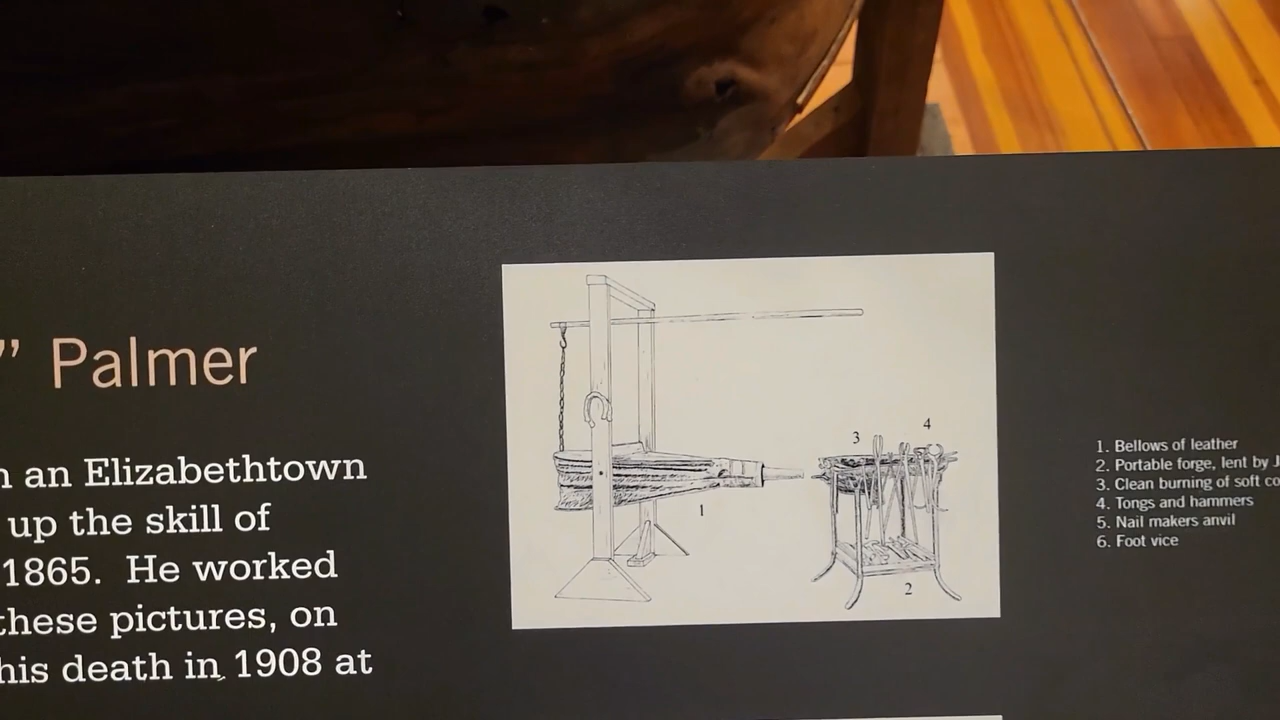 ” Palmer
an Elizabethtown
up the skill of
1865. He worked
these pictures, on
his death in 1908 at
3
4
1
2
1. Bellows of leather
2. Portable forge, lent by J
3. Clean burning of soft co
4. Tongs and hammers
5. Nail makers anvil
6. Foot vice